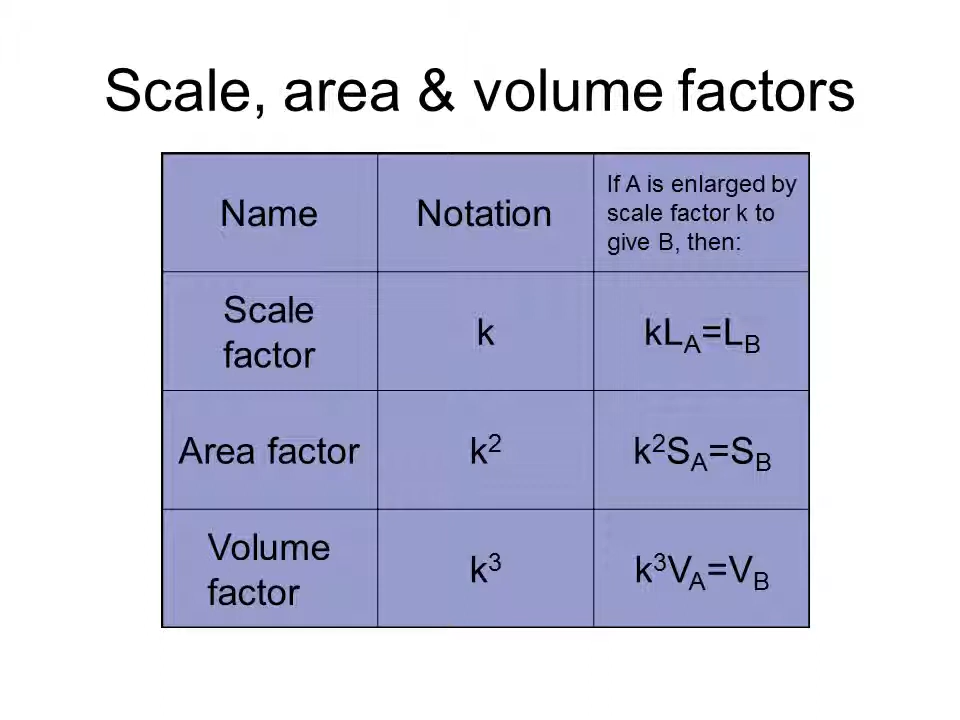 Scale, area & volume factors
Name
Notation
If A is enlarged by
scale factor k to
give B, then:
Scale
factor
k
kL_A=L_B
Area factor
k²
k²S_A=S_B
Volume
factor
k³
k³V_A=V_B